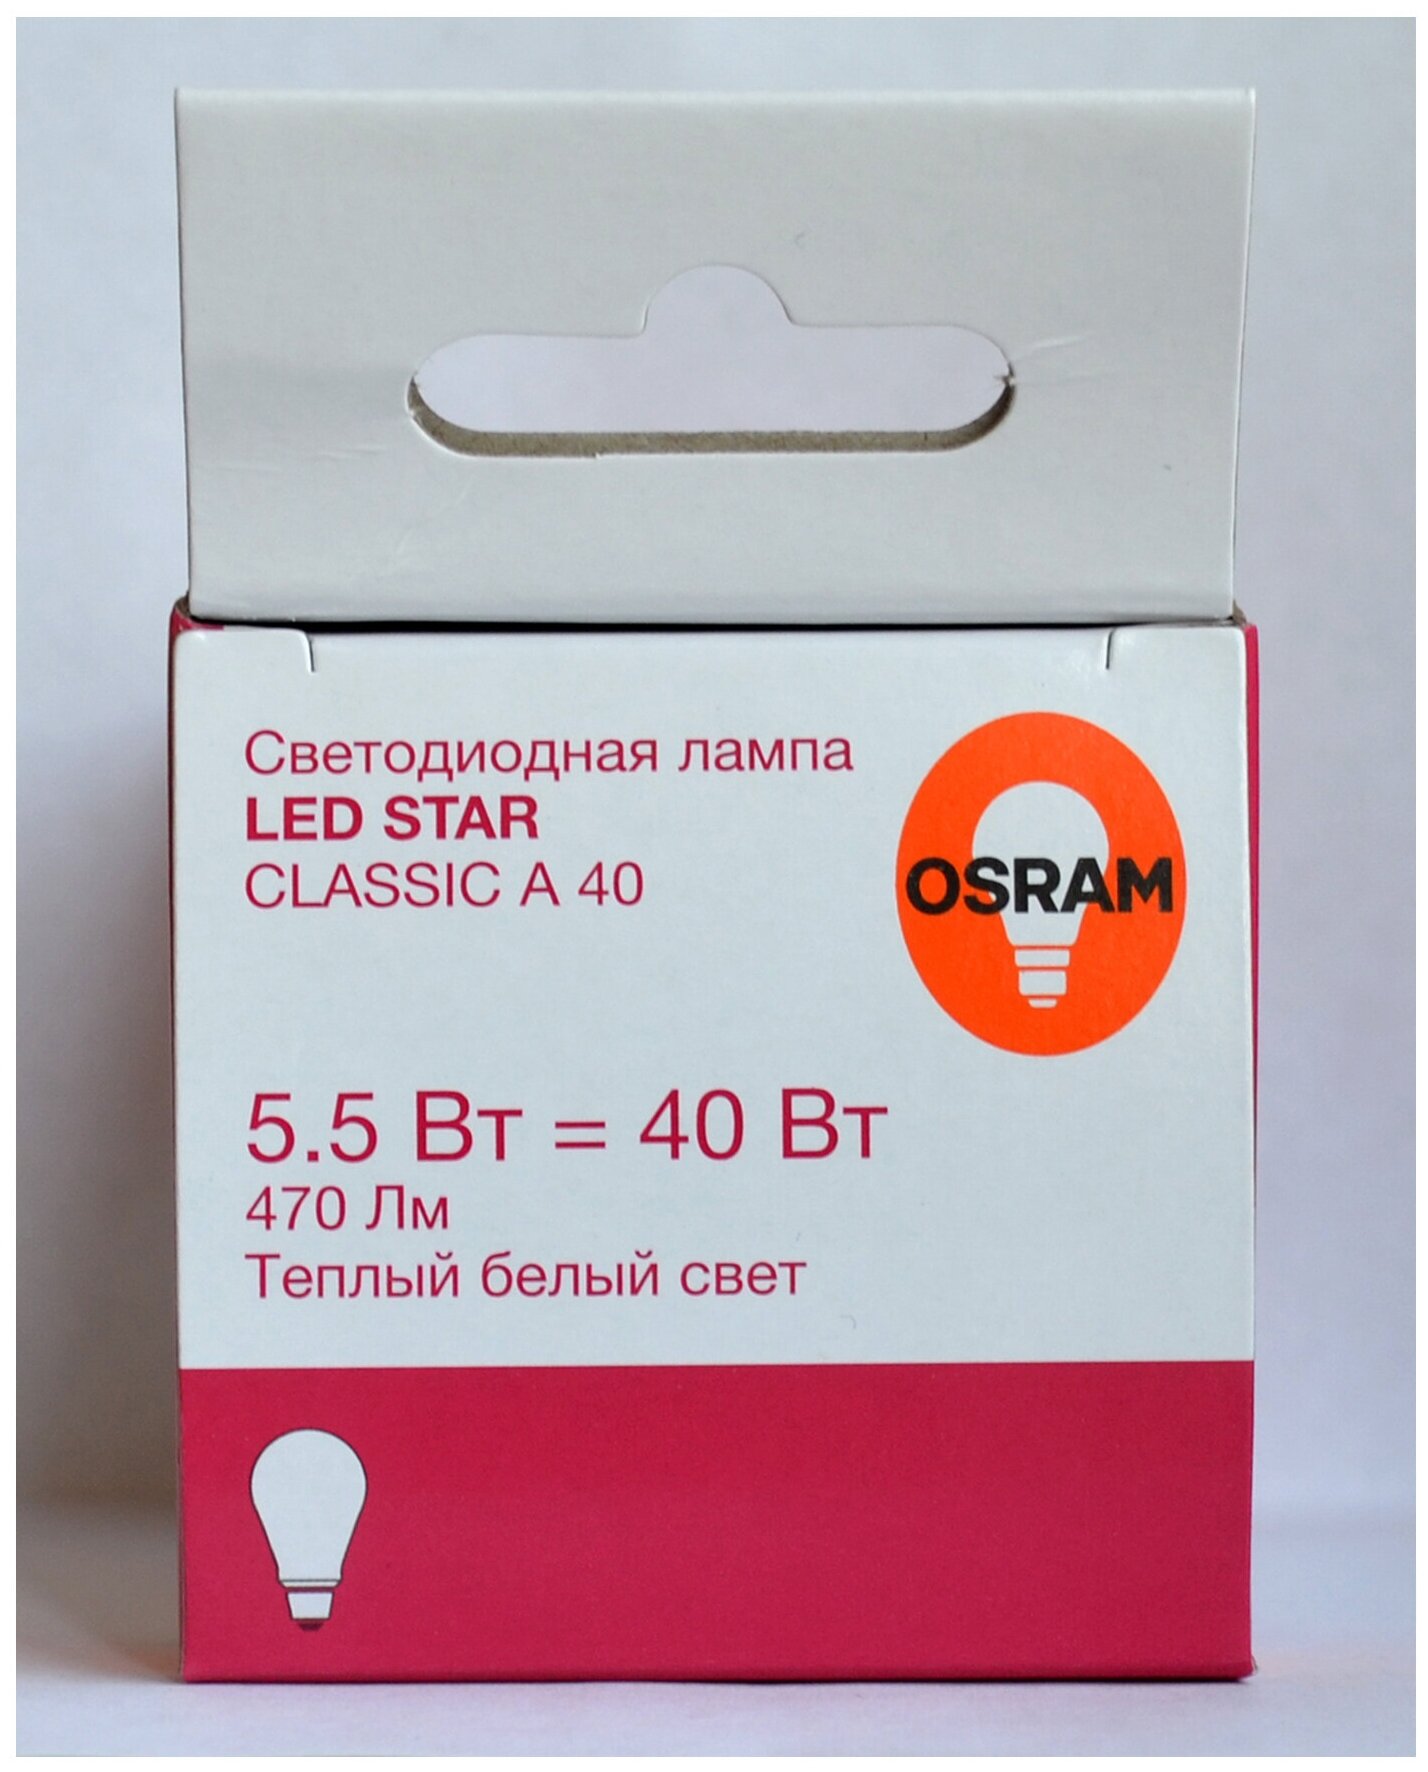 Светодиодная лампа
LED STAR
CLASSIC A 40
OSRAM
5.5 Вт = 40 Вт
470 Лм
Теплый белый свет